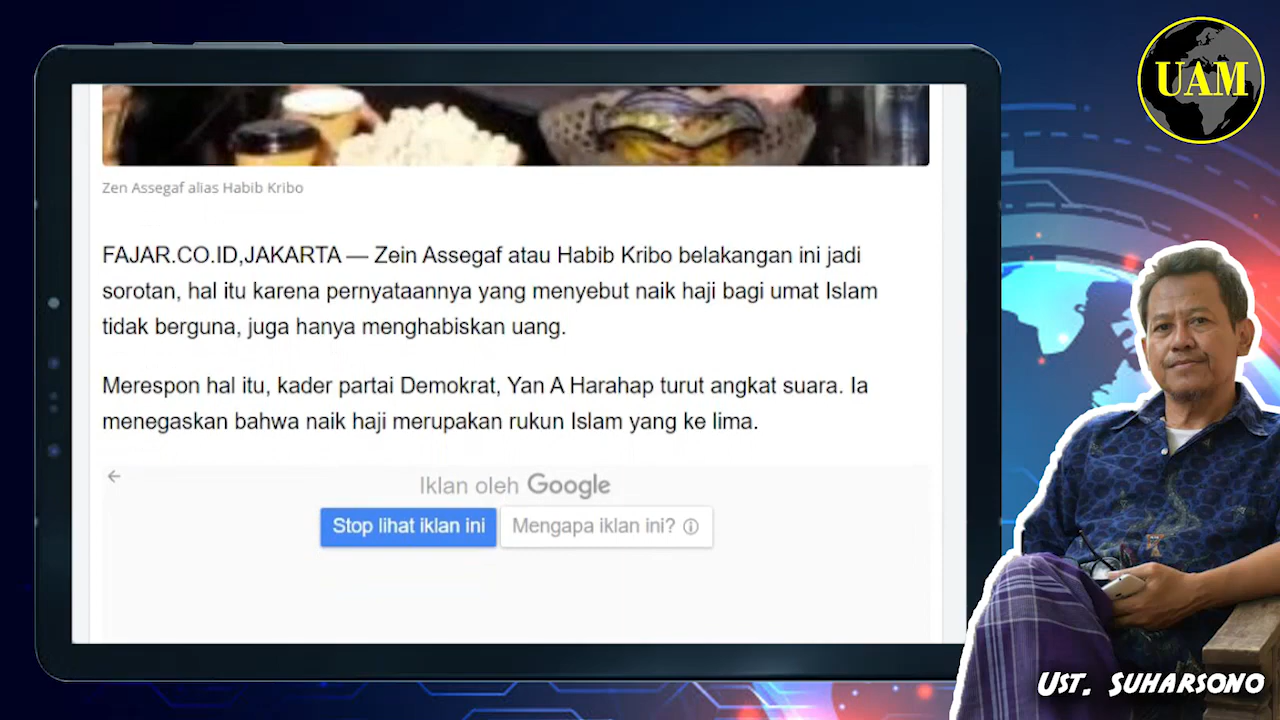 UAM
Zen Assegaf alias Habib Kribo
FAJAR.CO.ID,JAKARTA — Zein Assegaf atau Habib Kribo belakangan ini jadi
sorotan, hal itu karena pernyataannya yang menyebut naik haji bagi umat Islam
tidak berguna, juga hanya menghabiskan uang.
Merespon hal itu, kader partai Demokrat, Yan A Harahap turut angkat suara. Ia
menegaskan bahwa naik haji merupakan rukun Islam yang ke lima.
Iklan oleh Google
Stop lihat iklan ini
Mengapa iklan ini?
Ust. Suharsono